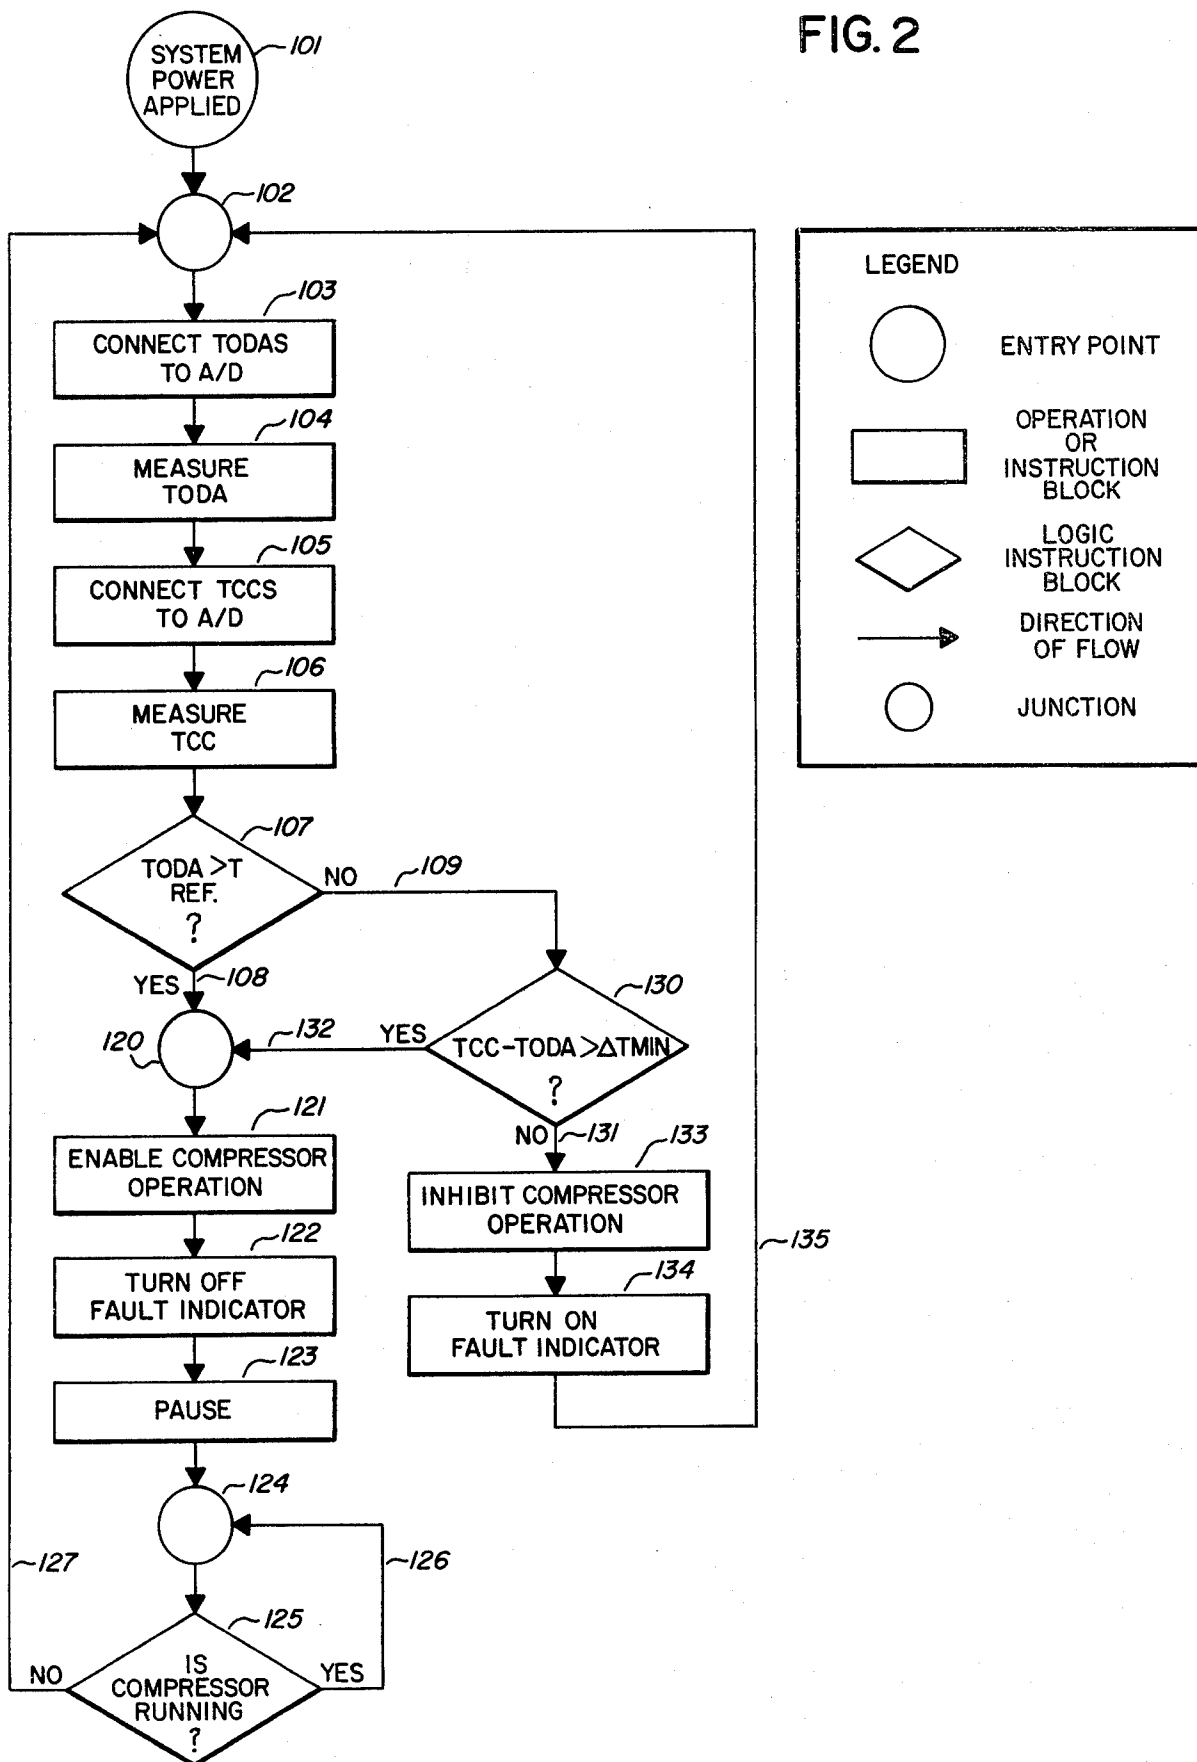 FIG. 2
SYSTEM
POWER
APPLIED
101
102
103
CONNECT TODAS
TO A/D
104
MEASURE
TODA
105
CONNECT TCCS
TO A/D
106
MEASURE
TCC
107
TODA >T
REF.
?
NO
109
YES
108
120
132
YES
130
TCC-TODA >ΔTMIN
?
NO
131
121
ENABLE COMPRESSOR
OPERATION
133
INHIBIT COMPRESSOR
OPERATION
122
TURN OFF
FAULT INDICATOR
134
TURN ON
FAULT INDICATOR
135
123
PAUSE
124
127
126
125
IS
COMPRESSOR
RUNNING
?
NO
YES
LEGEND
ENTRY POINT
OPERATION
OR
INSTRUCTION
BLOCK
LOGIC
INSTRUCTION
BLOCK
DIRECTION
OF FLOW
JUNCTION